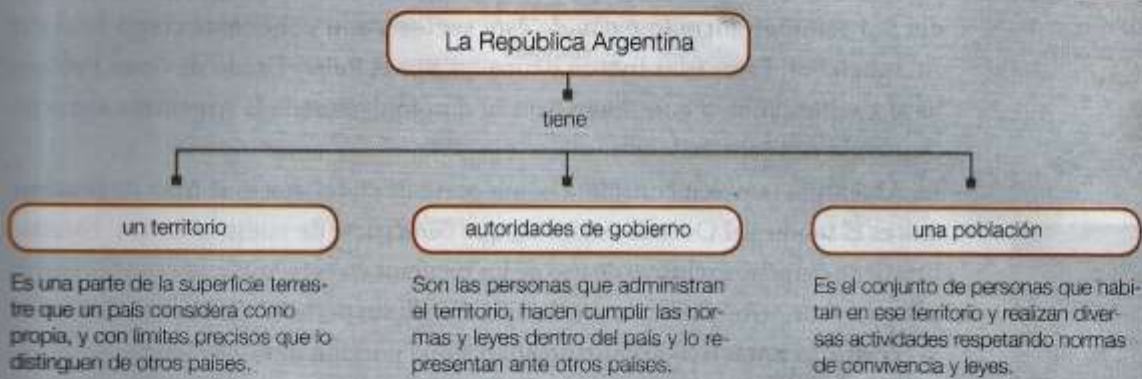 La República Argentina
tiene
un territorio
autoridades de gobierno
una población
Es una parte de la superficie terres-
tre que un país considera como
propia, y con límites precisos que lo
distinguen de otros países.
Son las personas que administran
el territorio, hacen cumplir las nor-
mas y leyes dentro del país y lo re-
presentan ante otros países.
Es el conjunto de personas que habi-
tan en ese territorio y realizan diver-
sas actividades respetando normas
de convivencia y leyes.